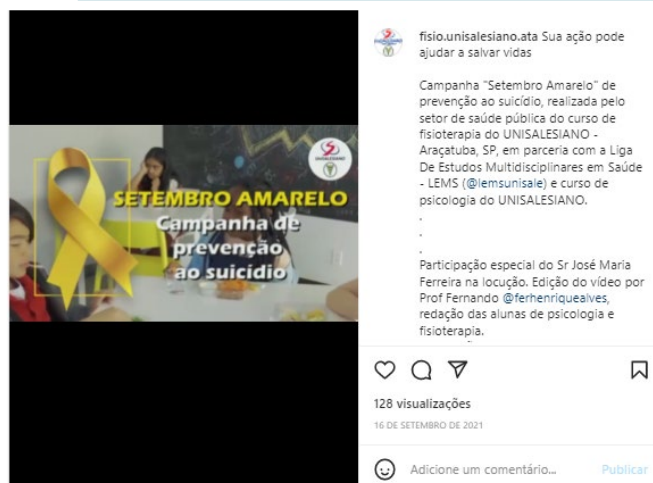 UNISALESIANO
SETEMBRO AMARELO
Campanha de
prevenção
ao suicídio
fisio.unisalesiano.ata Sua ação pode
ajudar a salvar vidas
Campanha "Setembro Amarelo" de
prevenção ao suicídio, realizada pelo
setor de saúde pública do curso de
fisioterapia do UNISALESIANO -
Araçatuba, SP, em parceria com a Liga
De Estudos Multidisciplinares em Saúde
- LEMS (@lemsunisale) e curso de
psicologia do UNISALESIANO.
.
.
.
Participação especial do Sr José Maria
Ferreira na locução. Edição do vídeo por
Prof Fernando @ferhenriquealves,
redação das alunas de psicologia e
fisioterapia.
128 visualizações
16 DE SETEMBRO DE 2021
Adicione um comentário... Publicar